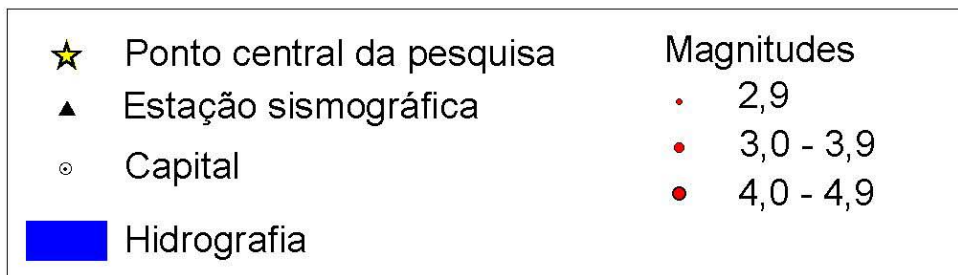 Ponto central da pesquisa
Estação sismográfica
Capital
Hidrografia
Magnitudes
2,9
3,0 - 3,9
4,0 - 4,9